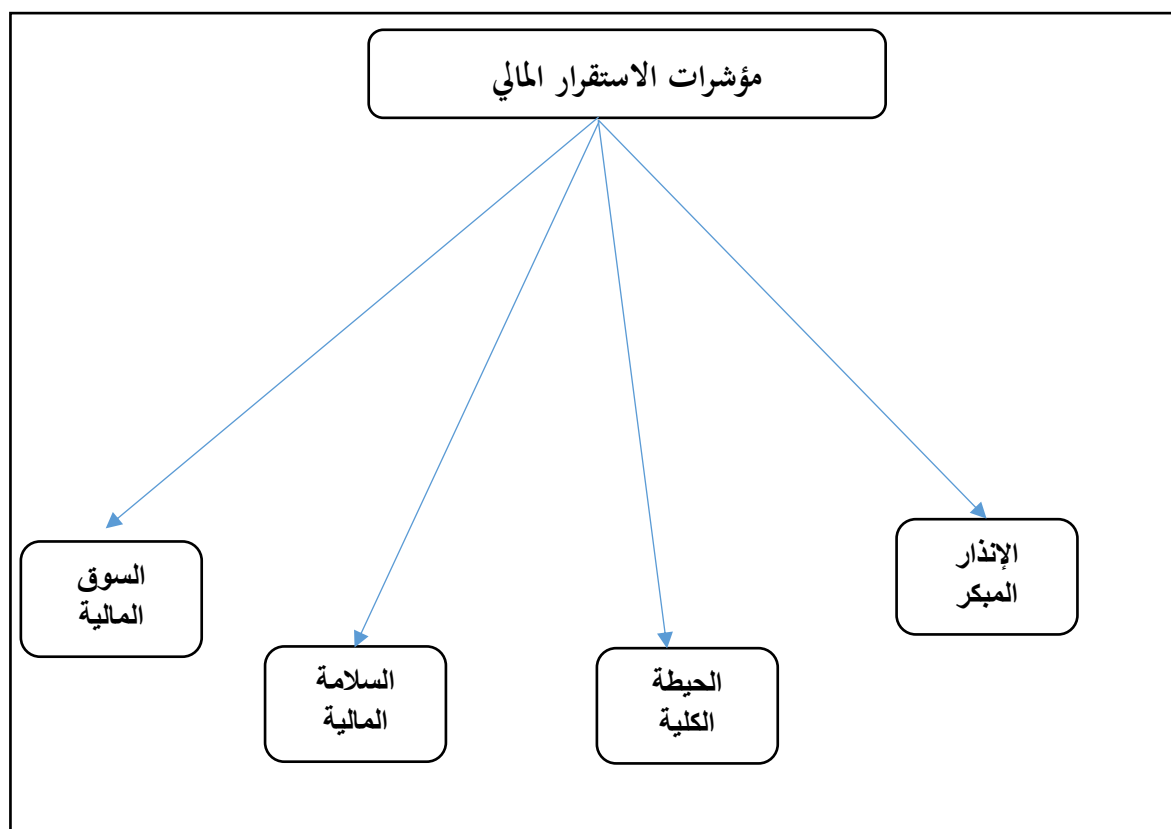 مؤشرات الاستقرار المالي
الإنذار
المبكر
الحيطة
الكلية
السلامة
المالية
السوق
المالية